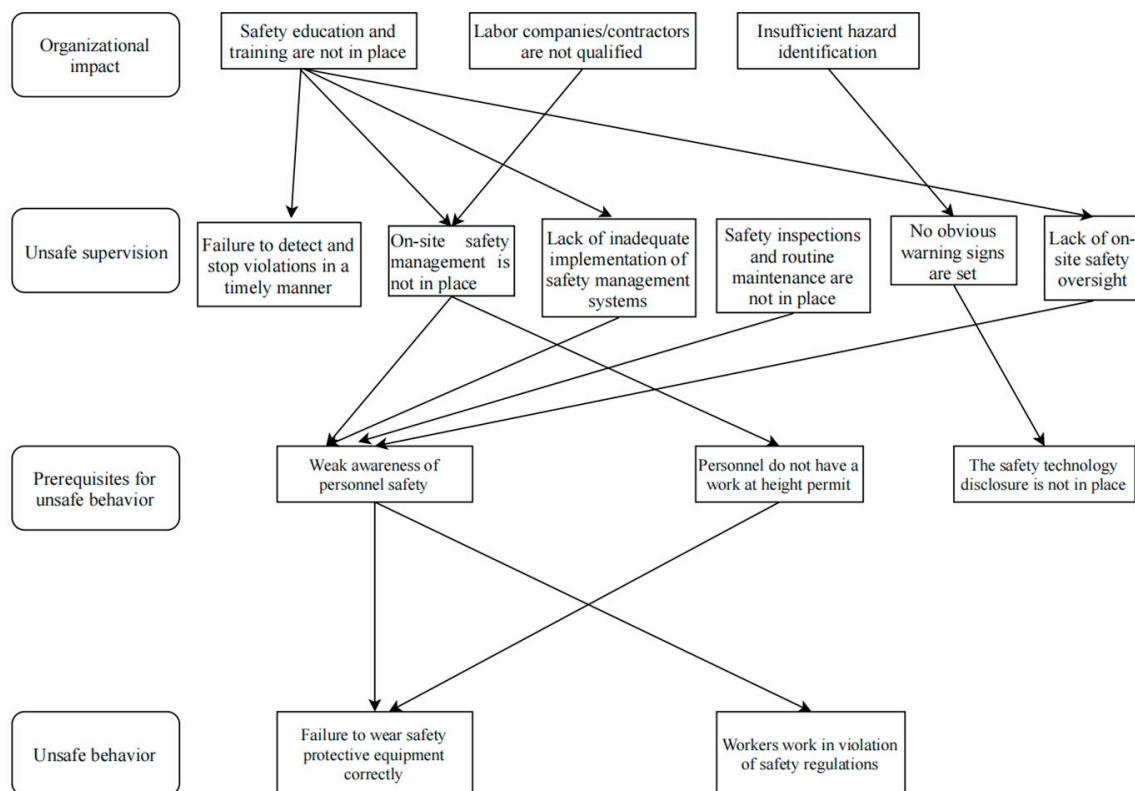 Organizational
impact
Safety education and
training are not in place
Labor companies/contractors
are not qualified
Insufficient hazard
identification
Unsafe supervision
Failure to detect and
stop violations in a
timely manner
On-site safety
management is
not in place
Lack of inadequate
implementation of
safety management
systems
Safety inspections
and routine
maintenance are
not in place
No obvious
warning signs
are set
Lack of on-
site safety
oversight
Prerequisites for
unsafe behavior
Weak awareness of
personnel safety
Personnel do not have a
work at height permit
The safety technology
disclosure is not in place
Unsafe behavior
Failure to wear safety
protective equipment
correctly
Workers work in violation
of safety regulations